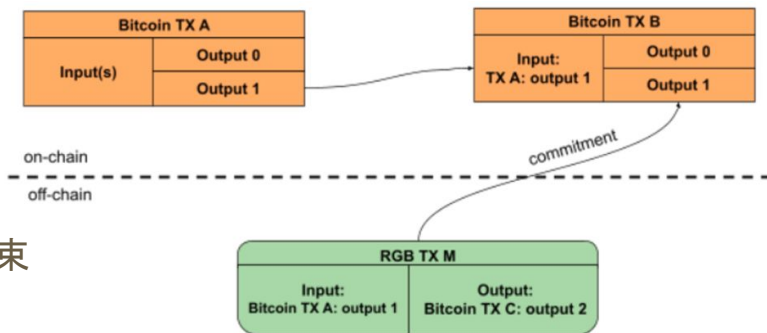 Bitcoin TX A
Input(s)
Output 0
Output 1
Bitcoin TX B
Input:
TX A: output 1
Output 0
Output 1
on-chain
commitment
off-chain
束
RGB TX M
Input:
Bitcoin TX A: output 1
Output:
Bitcoin TX C: output 2